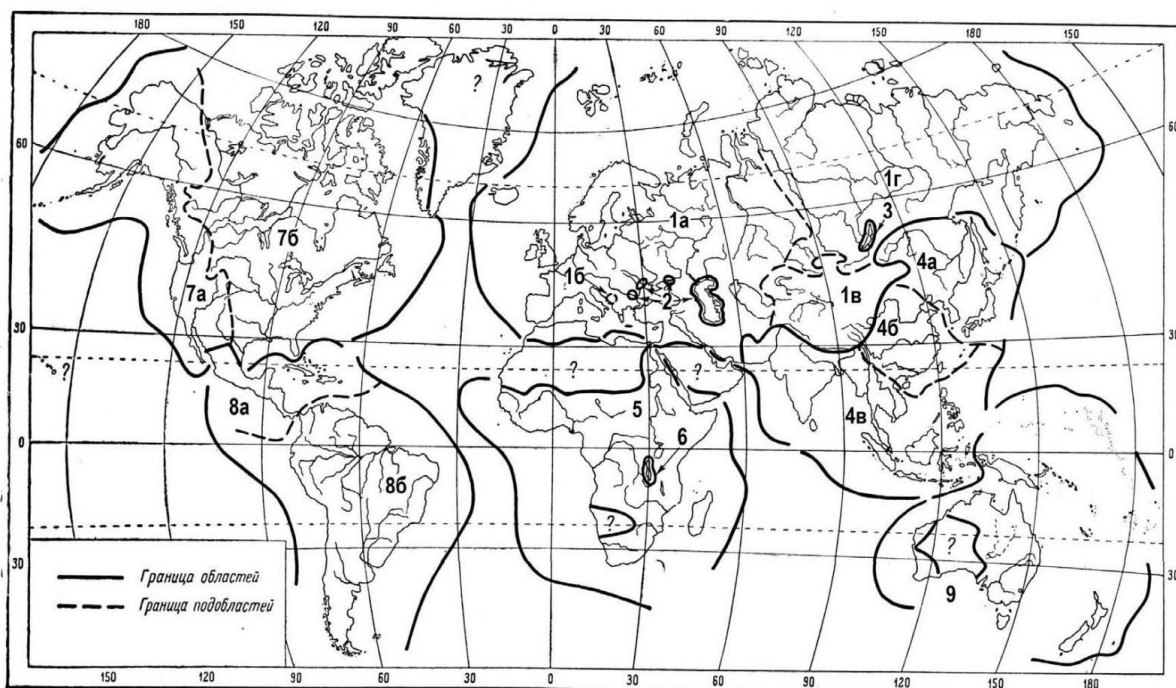 180 150 120 90 60 30 0 30 60 90 120 150 180 150
?
60 60
1г
1а
3
7б
4а
1б
7а
2
1в
4б
30 30
? ? ? ?
8а 5 4в
6
0 0
8б
? ?
30 30
9
Граница областей
Граница подобластей
150 120 90 60 30 0 30 60 90 120 150 180